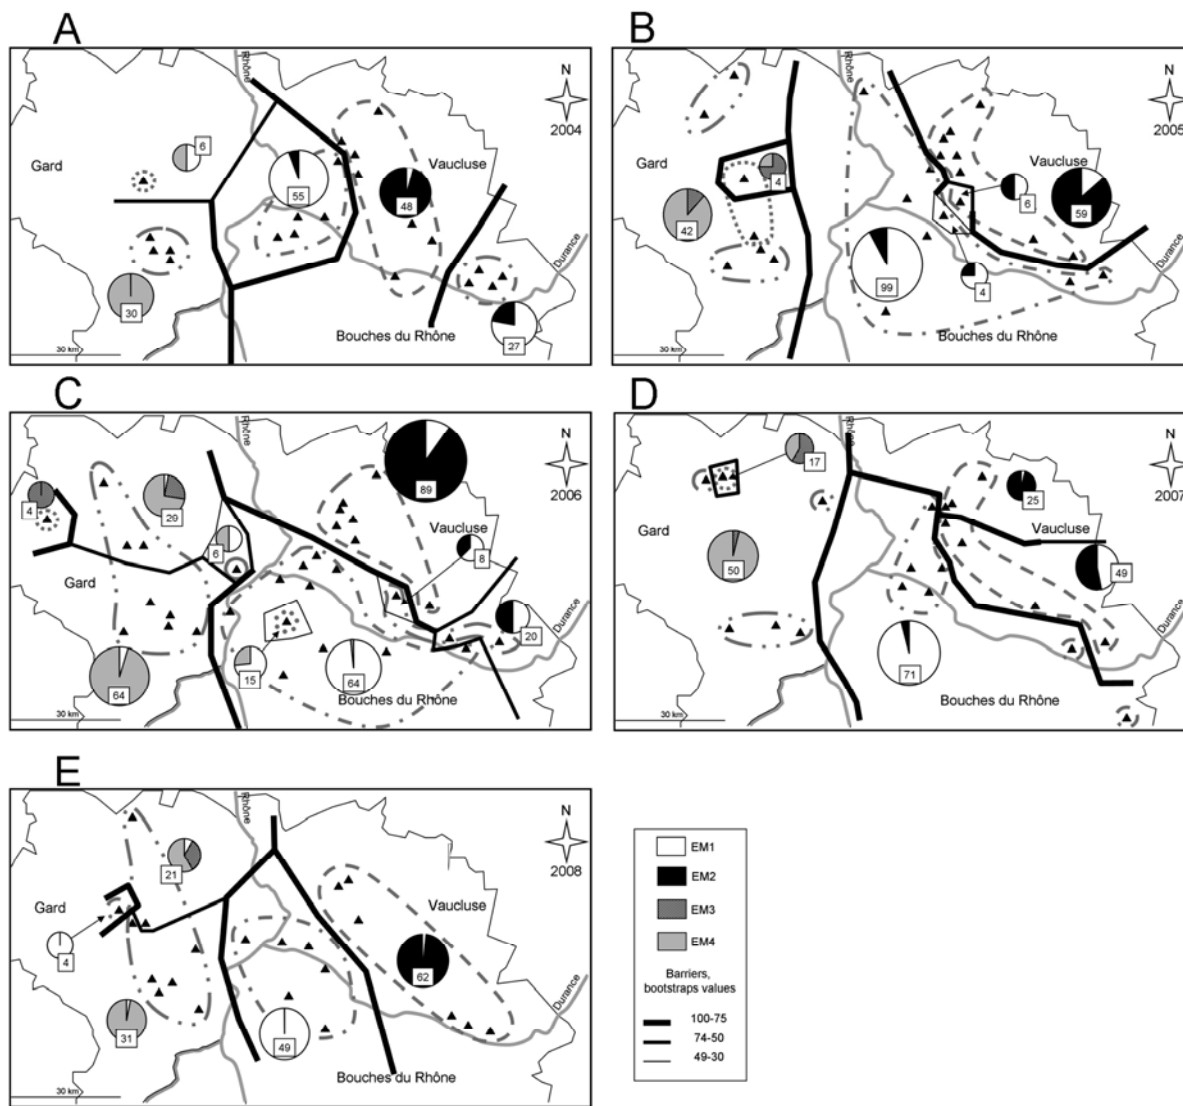 A
Rhône
N
2004
Gard
6
Vaucluse
55
48
30
Durance
Bouches du Rhône
27
30 km
B
Rhône
N
2005
Gard
Vaucluse
4
6
59
42
99
4
Durance
Bouches du Rhône
30 km
C
Rhône
N
2006
89
4
29
Vaucluse
6
8
Gard
20
Durance
64
15
64
Bouches du Rhône
30 km
D
Rhône
N
2007
17
25
Gard
Vaucluse
50
49
71
Durance
Bouches du Rhône
30 km
E
Rhône
N
2008
21
Gard
Vaucluse
4
62
Durance
31
49
Bouches du Rhône
30 km
EM1
EM2
EM3
EM4
Barriers,
bootstraps values
100-75
74-50
49-30